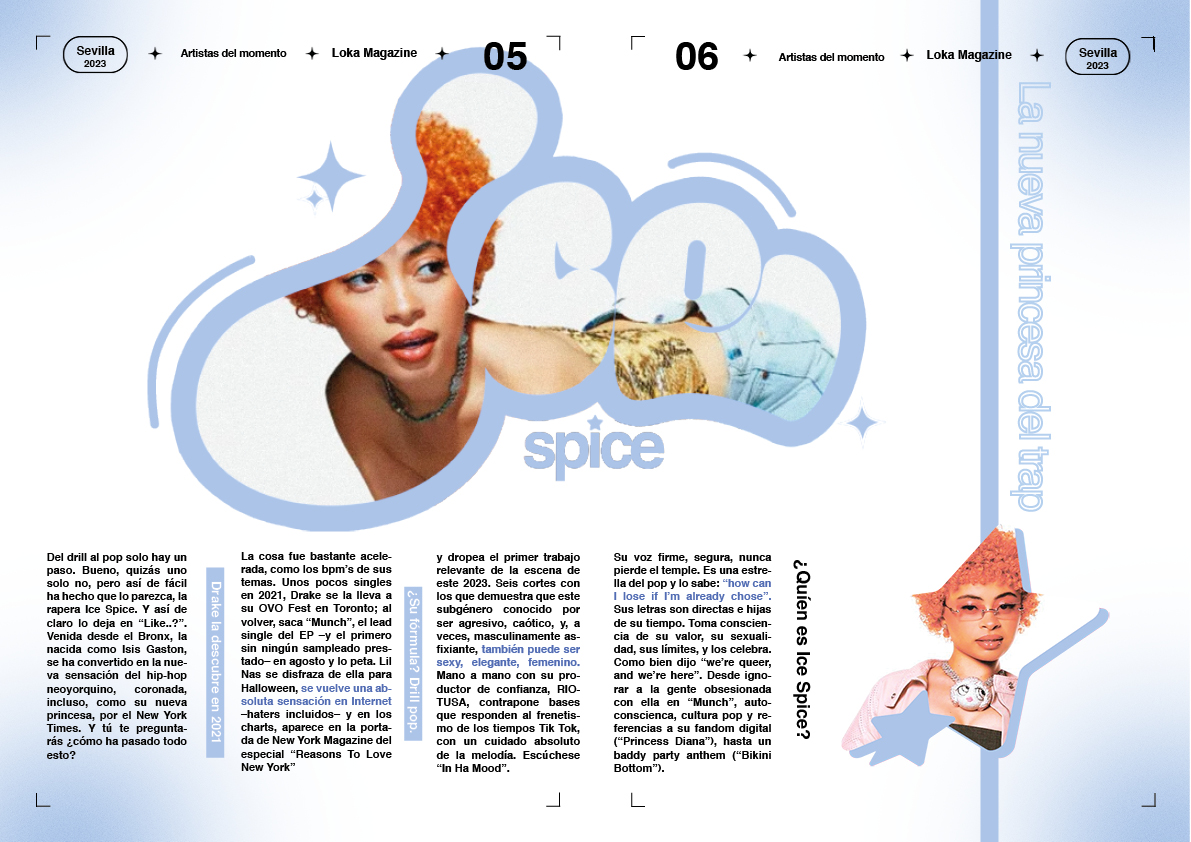 Sevilla
2023
Artistas del momento
Loka Magazine
05
06
Artistas del momento
Loka Magazine
Sevilla
2023
La nueva princesa del trap
ice
spice
Del drill al pop solo hay un
paso. Bueno, quizás uno
solo no, pero así de fácil
ha hecho que lo parezca, la
rapera Ice Spice. Y así de
claro lo deja en “Like..?”.
Venida desde el Bronx, la
nacida como Isis Gaston,
se ha convertido en la nue-
va sensación del hip-hop
neoyorquino, coronada,
incluso, como su nueva
princesa, por el New York
Times. Y tú te pregunta-
rás ¿cómo ha pasado todo
esto?
Drake la descubre en 2021
La cosa fue bastante acele-
rada, como los bpm’s de sus
temas. Unos pocos singles
en 2021, Drake se la lleva a
su OVO Fest en Toronto; al
volver, saca “Munch”, el lead
single del EP –y el primero
sin ningún sampleado pres-
tado– en agosto y lo peta. Lil
Nas se disfraza de ella para
Halloween, se vuelve una ab-
soluta sensación en Internet
–haters incluidos– y en los
charts, aparece en la porta-
da de New York Magazine del
especial “Reasons To Love
New York”
¿Su fórmula? Drill pop.
y dropea el primer trabajo
relevante de la escena de
este 2023. Seis cortes con
los que demuestra que este
subgénero conocido por
ser agresivo, caótico, y, a
veces, masculinamente as-
fixiante, también puede ser
sexy, elegante, femenino.
Mano a mano con su pro-
ductor de confianza, RIO-
TUSA, contrapone bases
que responden al frenetis-
mo de los tiempos Tik Tok,
con un cuidado absoluto
de la melodía. Escúchese
“In Ha Mood”.
Su voz firme, segura, nunca
pierde el temple. Es una estre-
lla del pop y lo sabe: “how can
I lose if I’m already chose”.
Sus letras son directas e hijas
de su tiempo. Toma conscien-
cia de su valor, su sexuali-
dad, sus límites, y los celebra.
Como bien dijo “we’re queer,
and we’re here”. Desde igno-
rar a la gente obsesionada
con ella en “Munch”, auto-
consciencia, cultura pop y re-
ferencias a su fandom digital
(“Princess Diana”), hasta un
baddy party anthem (“Bikini
Bottom”).
¿Quíen es Ice Spice?